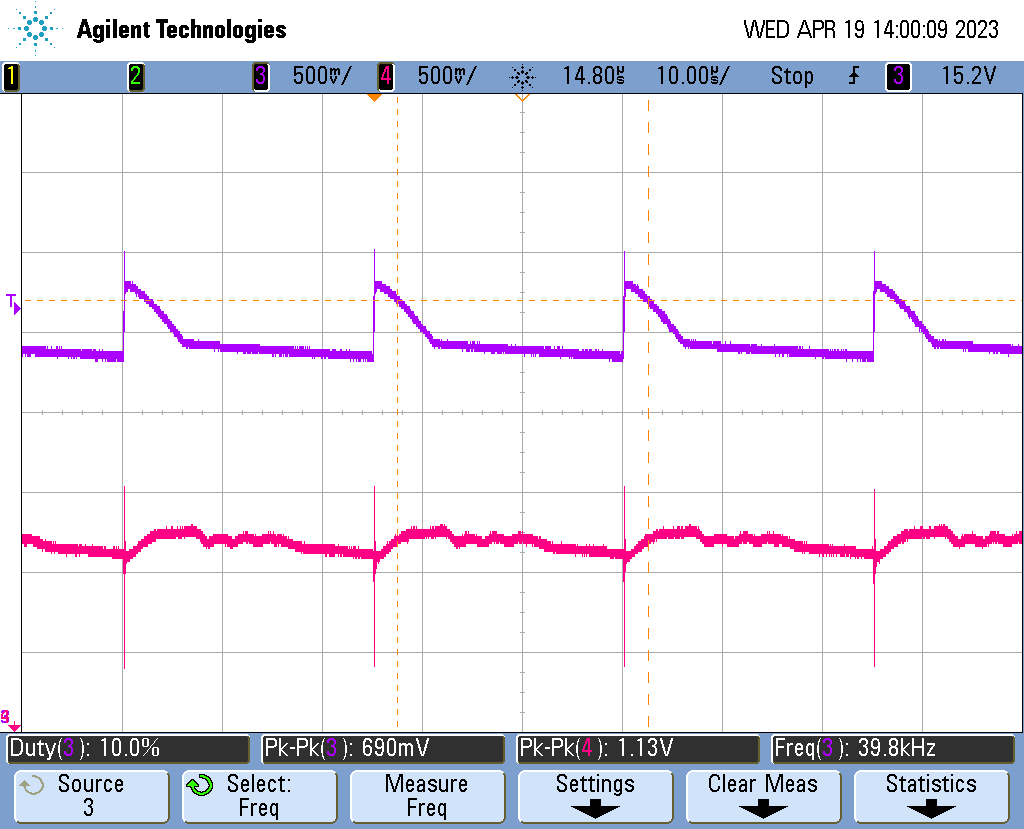 Agilent Technologies
WED APR 19 14:00:09 2023
1 2 3 500mV/ 4 500mV/ 14.80µs 10.00µs/ Stop 3 15.2V
T
3
Duty(3): 10.0% Pk-Pk(3): 690mV Pk-Pk(4): 1.13V Freq(3): 39.8kHz
Source Select: Measure Settings Clear Meas Statistics
3 Freq Freq